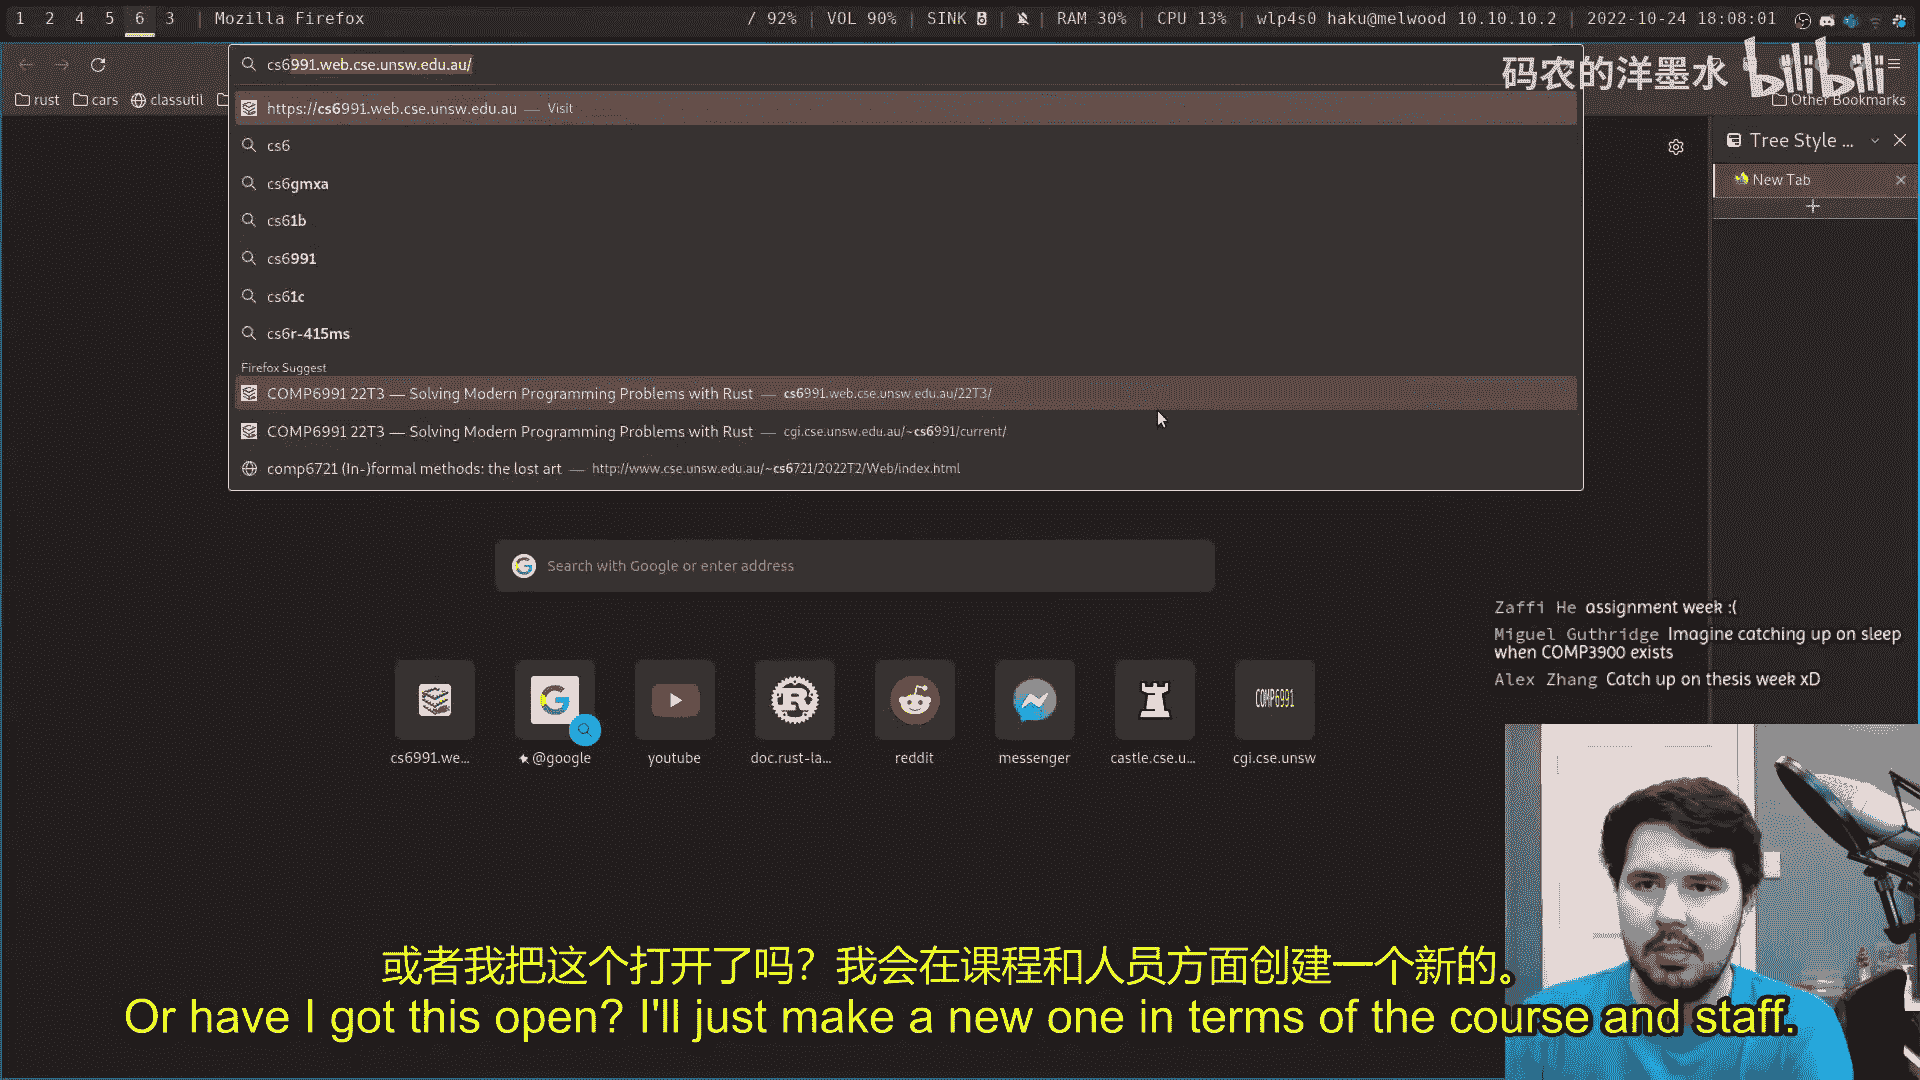 1 2 4 5 6 3 | Mozilla Firefox / 92% | VOL 90% | SINK | | RAM 30% | CPU 13% | wlp4s0 haku@melwood 10.10.10.2 | 2022-10-24 18:08:01
cs6991.web.cse.unsw.edu.au/
码农的洋墨水 bilibili
rust cars classutil Other Bookmarks
https://cs6991.web.cse.unsw.edu.au — Visit
cs6
cs6gmxa
cs61b
cs6991
cs61c
cs6r-415ms
Firefox Suggest
COMP6991 22T3 — Solving Modern Programming Problems with Rust — cs6991.web.cse.unsw.edu.au/22T3/
COMP6991 22T3 — Solving Modern Programming Problems with Rust — cgi.cse.unsw.edu.au/~cs6991/current/
comp6721 (In-)formal methods: the lost art — http://www.cse.unsw.edu.au/~cs6721/2022T2/Web/index.html
Tree Style ...
New Tab
Search with Google or enter address
COMP6991
cs6991.we... @google youtube doc.rust-la... reddit messenger castle.cse.u... cgi.cse.unsw
Zaffi He assignment week :(
Miguel Guthridge Imagine catching up on sleep
when COMP3900 exists
Alex Zhang Catch up on thesis week xD
或者我把这个打开了吗？我会在课程和人员方面创建一个新的。
Or have I got this open? I'll just make a new one in terms of the course and staff.